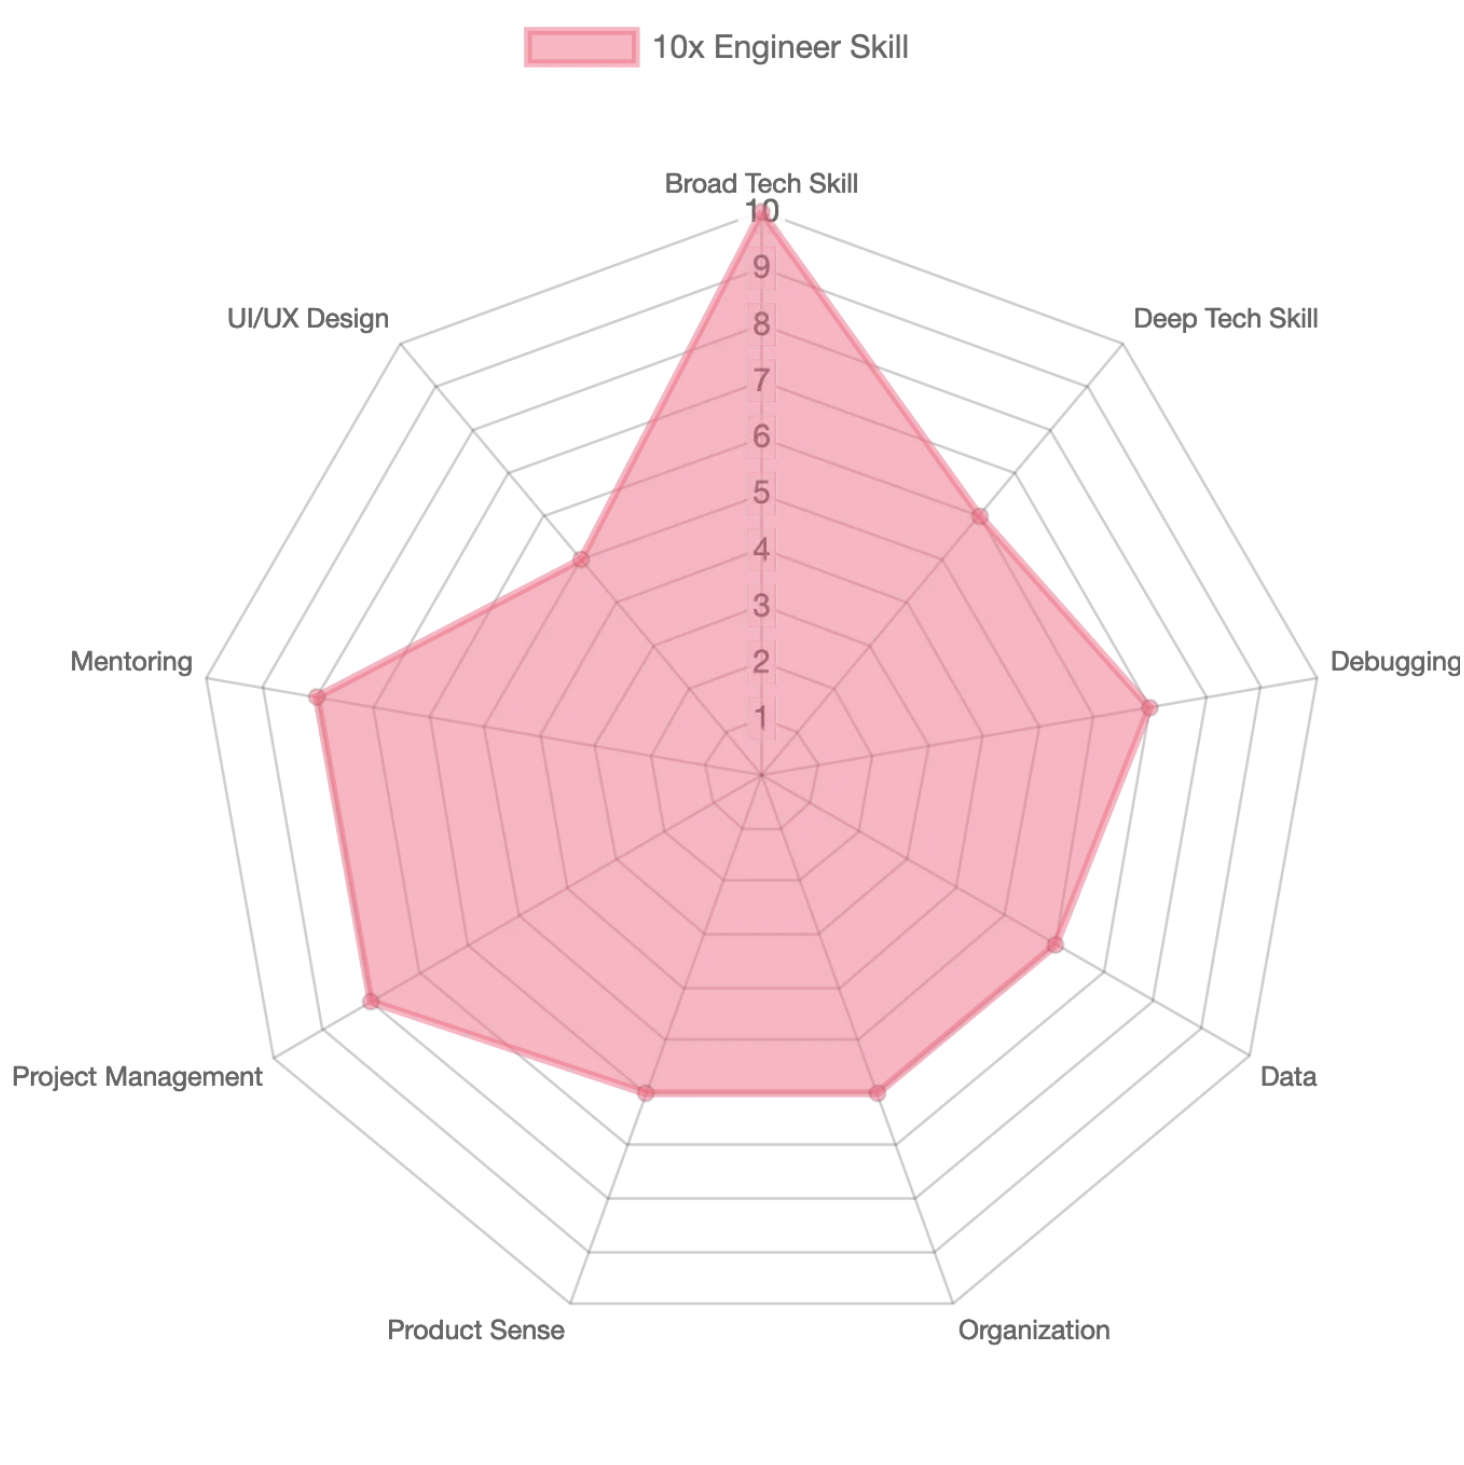 10x Engineer Skill
Broad Tech Skill
10
9
8
7
6
5
4
3
2
1
UI/UX Design
Deep Tech Skill
Mentoring
Debugging
Project Management
Data
Product Sense
Organization